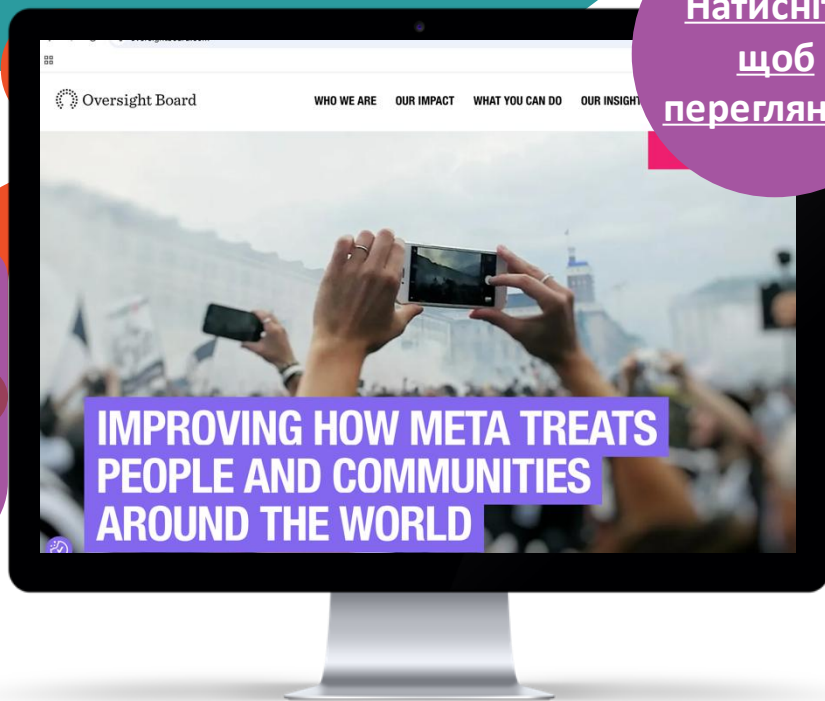 щоб
Oversight Board
WHO WE ARE OUR IMPACT WHAT YOU CAN DO OUR
IMPROVING HOW META TREATS
PEOPLE AND COMMUNITIES
AROUND THE WORLD